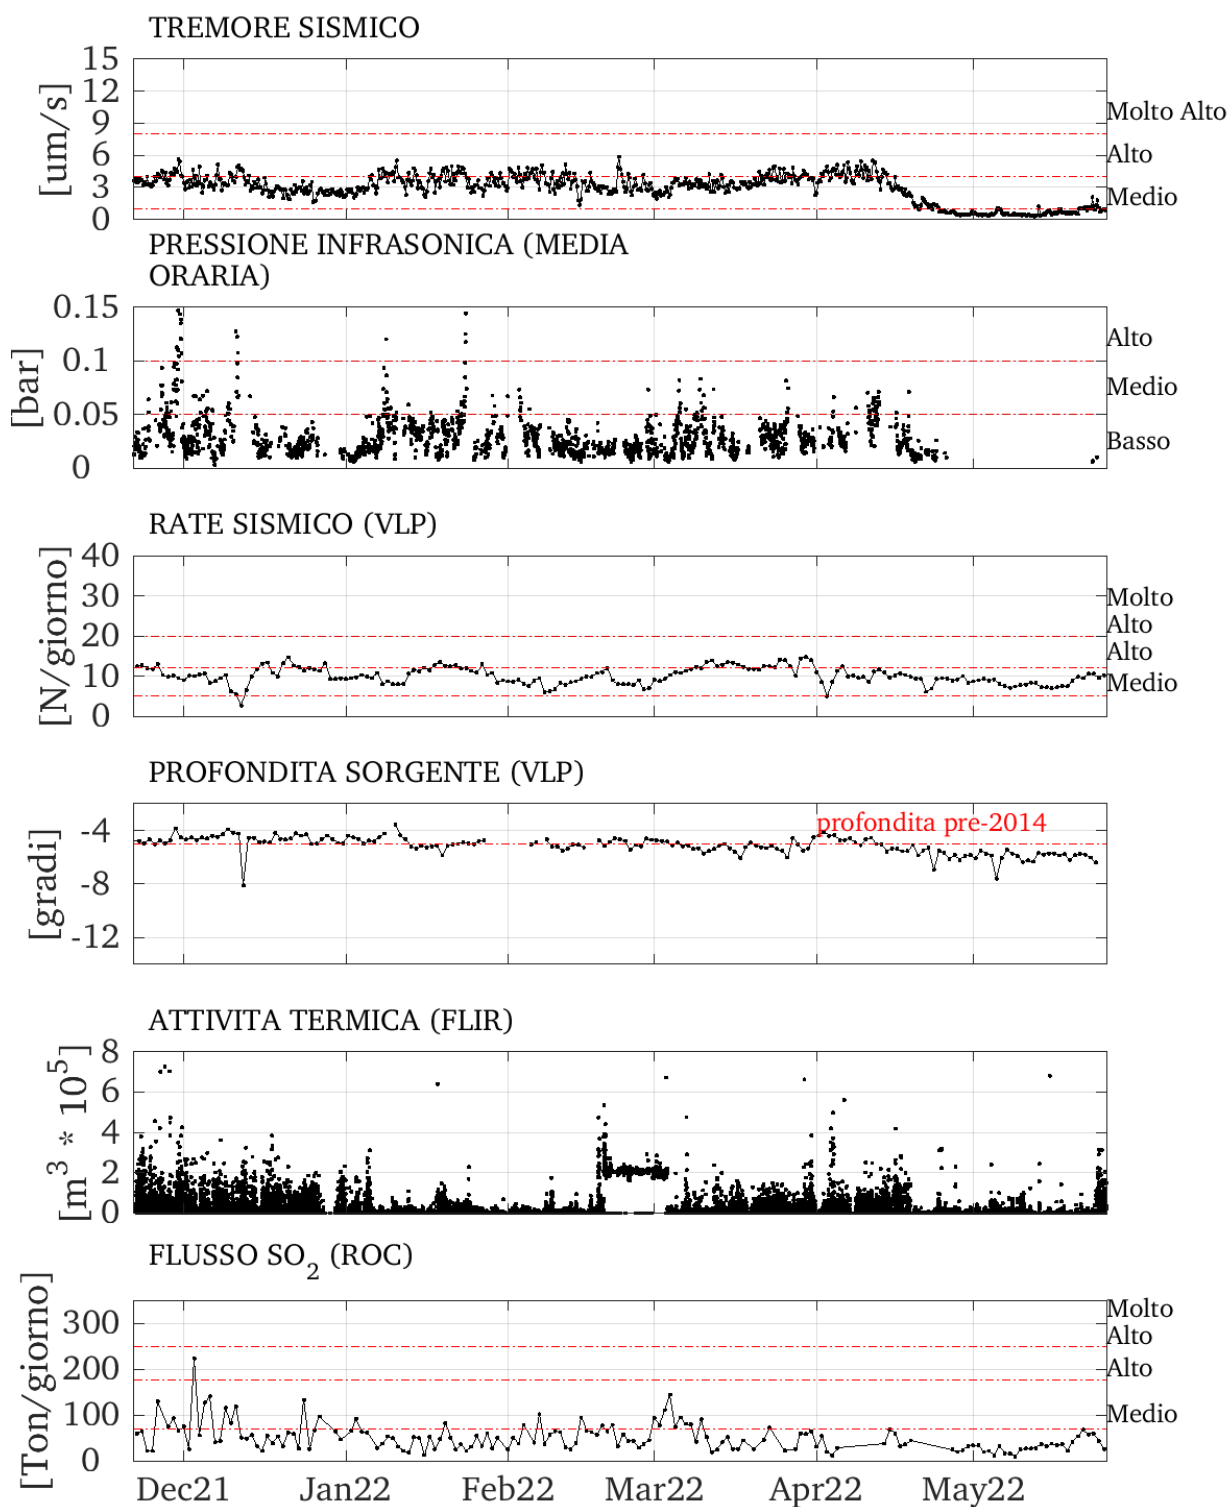 TREMORE SISMICO
15
12
9
6
3
0
[um/s]
Molto Alto
Alto
Medio
PRESSIONE INFRASONICA (MEDIA
ORARIA)
0.15
0.1
0.05
0
[bar]
Alto
Medio
Basso
RATE SISMICO (VLP)
40
30
20
10
0
[N/giorno]
Molto
Alto
Alto
Medio
PROFONDITA SORGENTE (VLP)
-4
-8
-12
[gradi]
profondita pre-2014
ATTIVITA TERMICA (FLIR)
8
6
4
2
0
[m³ * 10⁵]
FLUSSO SO₂ (ROC)
300
200
100
0
[Ton/giorno]
Molto
Alto
Alto
Medio
Dec21 Jan22 Feb22 Mar22 Apr22 May22